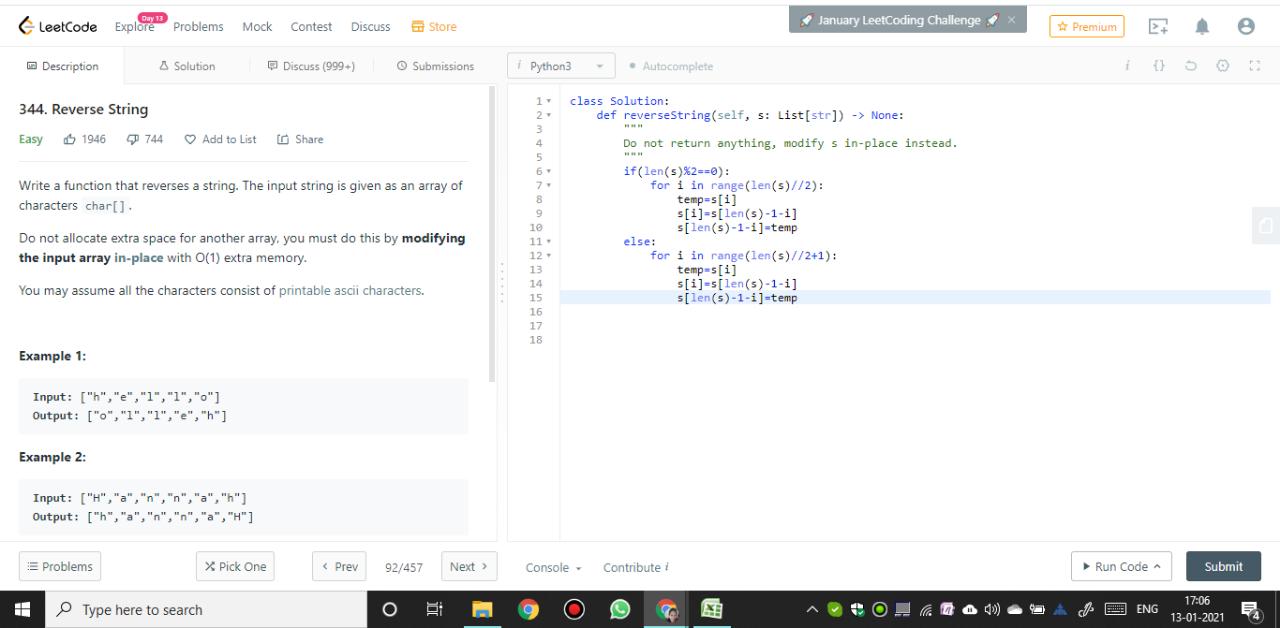 LeetCode
Explore
Day 13
Problems
Mock
Contest
Discuss
Store
🚀 January LeetCoding Challenge 🚀 ×
☆ Premium
Description
Solution
Discuss (999+)
Submissions
i Python3
Autocomplete
i {}
344. Reverse String
Easy
1946
744
Add to List
Share
Write a function that reverses a string. The input string is given as an array of
characters char[] .
Do not allocate extra space for another array, you must do this by modifying
the input array in-place with O(1) extra memory.
You may assume all the characters consist of printable ascii characters.
Example 1:
Input: ["h","e","l","l","o"]
Output: ["o","l","l","e","h"]
Example 2:
Input: ["H","a","n","n","a","h"]
Output: ["h","a","n","n","a","H"]
1 class Solution:
2     def reverseString(self, s: List[str]) -> None:
3         """
4         Do not return anything, modify s in-place instead.
5         """
6         if(len(s)%2==0):
7             for i in range(len(s)//2):
8                 temp=s[i]
9                 s[i]=s[len(s)-1-i]
10                 s[len(s)-1-i]=temp
11         else:
12             for i in range(len(s)//2+1):
13                 temp=s[i]
14                 s[i]=s[len(s)-1-i]
15                 s[len(s)-1-i]=temp
16
17
18
Problems
Pick One
Prev
92/457
Next
Console
Contribute i
Run Code
Submit
Type here to search
ENG
17:06
13-01-2021
4